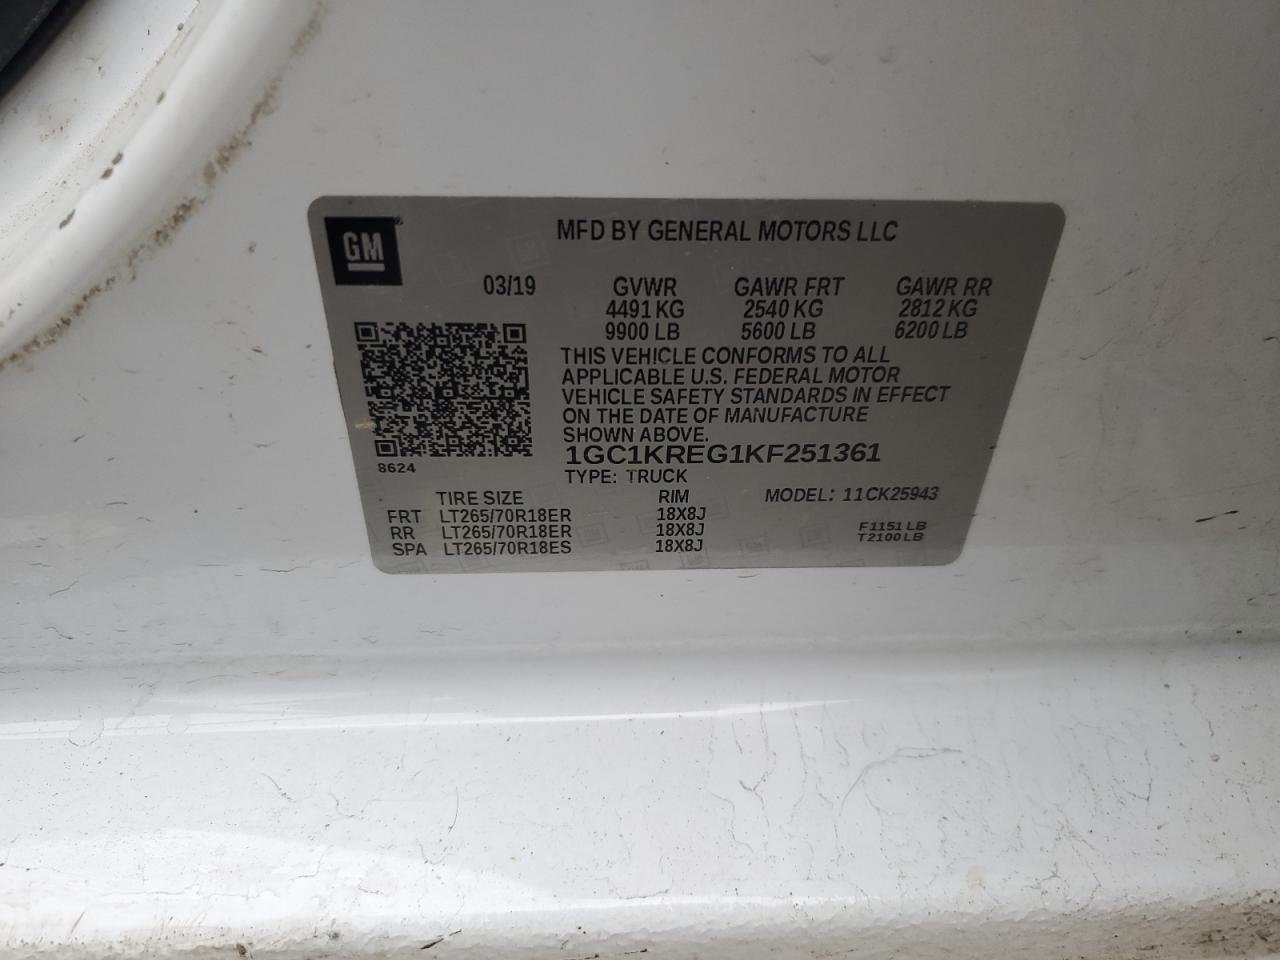 GM
MFD BY GENERAL MOTORS LLC
03/19 GVWR GAWR FRT GAWR RR
4491 KG 2540 KG 2812 KG
9900 LB 5600 LB 6200 LB
THIS VEHICLE CONFORMS TO ALL
APPLICABLE U.S. FEDERAL MOTOR
VEHICLE SAFETY STANDARDS IN EFFECT
ON THE DATE OF MANUFACTURE
SHOWN ABOVE.
1GC1KREG1KF251361
8624
TYPE: TRUCK
TIRE SIZE RIM MODEL: 11CK25943
FRT LT265/70R18ER 18X8J
RR LT265/70R18ER 18X8J
SPA LT265/70R18ES 18X8J
F1151 LB
T2100 LB